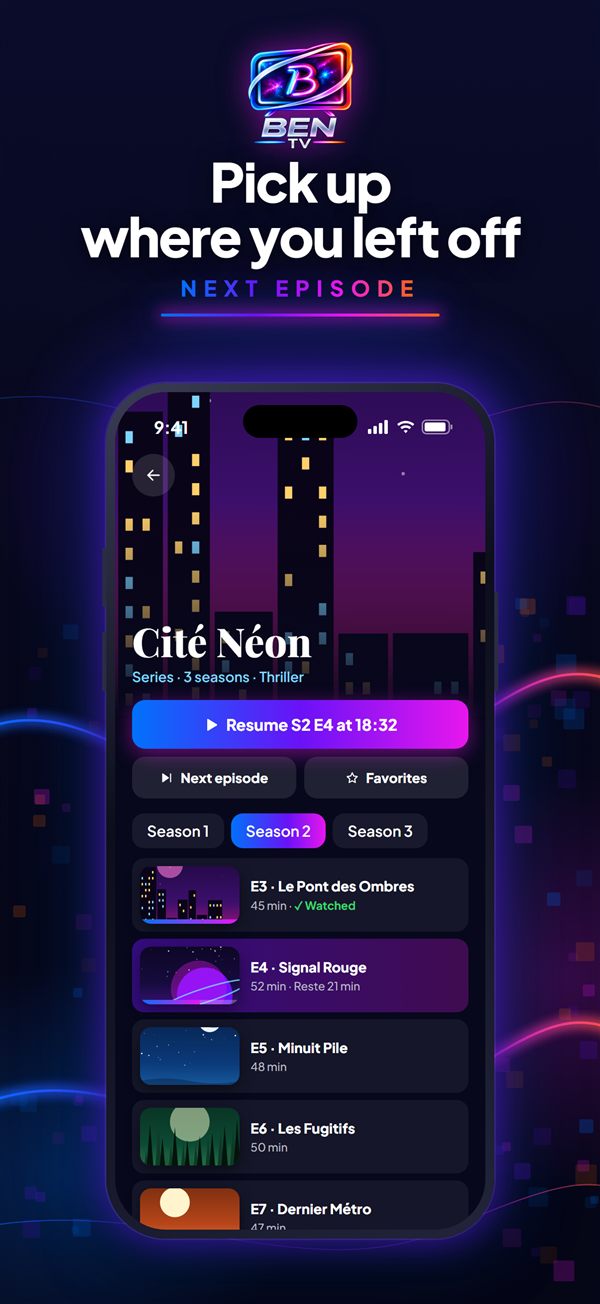 B
BEN
TV
Pick up
where you left off
NEXT EPISODE
9:41
Cité Néon
Series · 3 seasons · Thriller
Resume S2 E4 at 18:32
Next episode
Favorites
Season 1
Season 2
Season 3
E3 · Le Pont des Ombres
45 min · ✓ Watched
E4 · Signal Rouge
52 min · Reste 21 min
E5 · Minuit Pile
48 min
E6 · Les Fugitifs
50 min
E7 · Dernier Métro
47 min